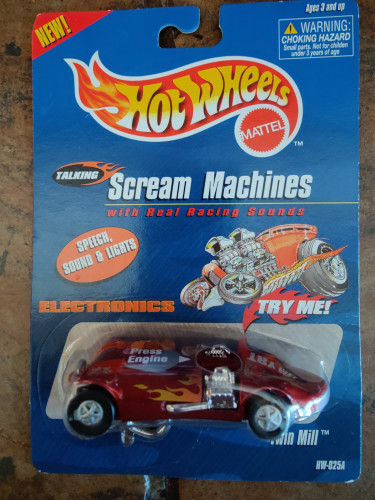 NEW!
Ages 3 and up
WARNING:
CHOKING HAZARD
Small parts. Not for children
under 3 years of age
HOT WHEELS
MATTEL
TM
TALKING
Scream Machines
with Real Racing Sounds
SPEECH,
SOUND & LIGHTS
ELECTRONICS
TRY ME!
Press
Engine
Twin Mill™
HW-025A